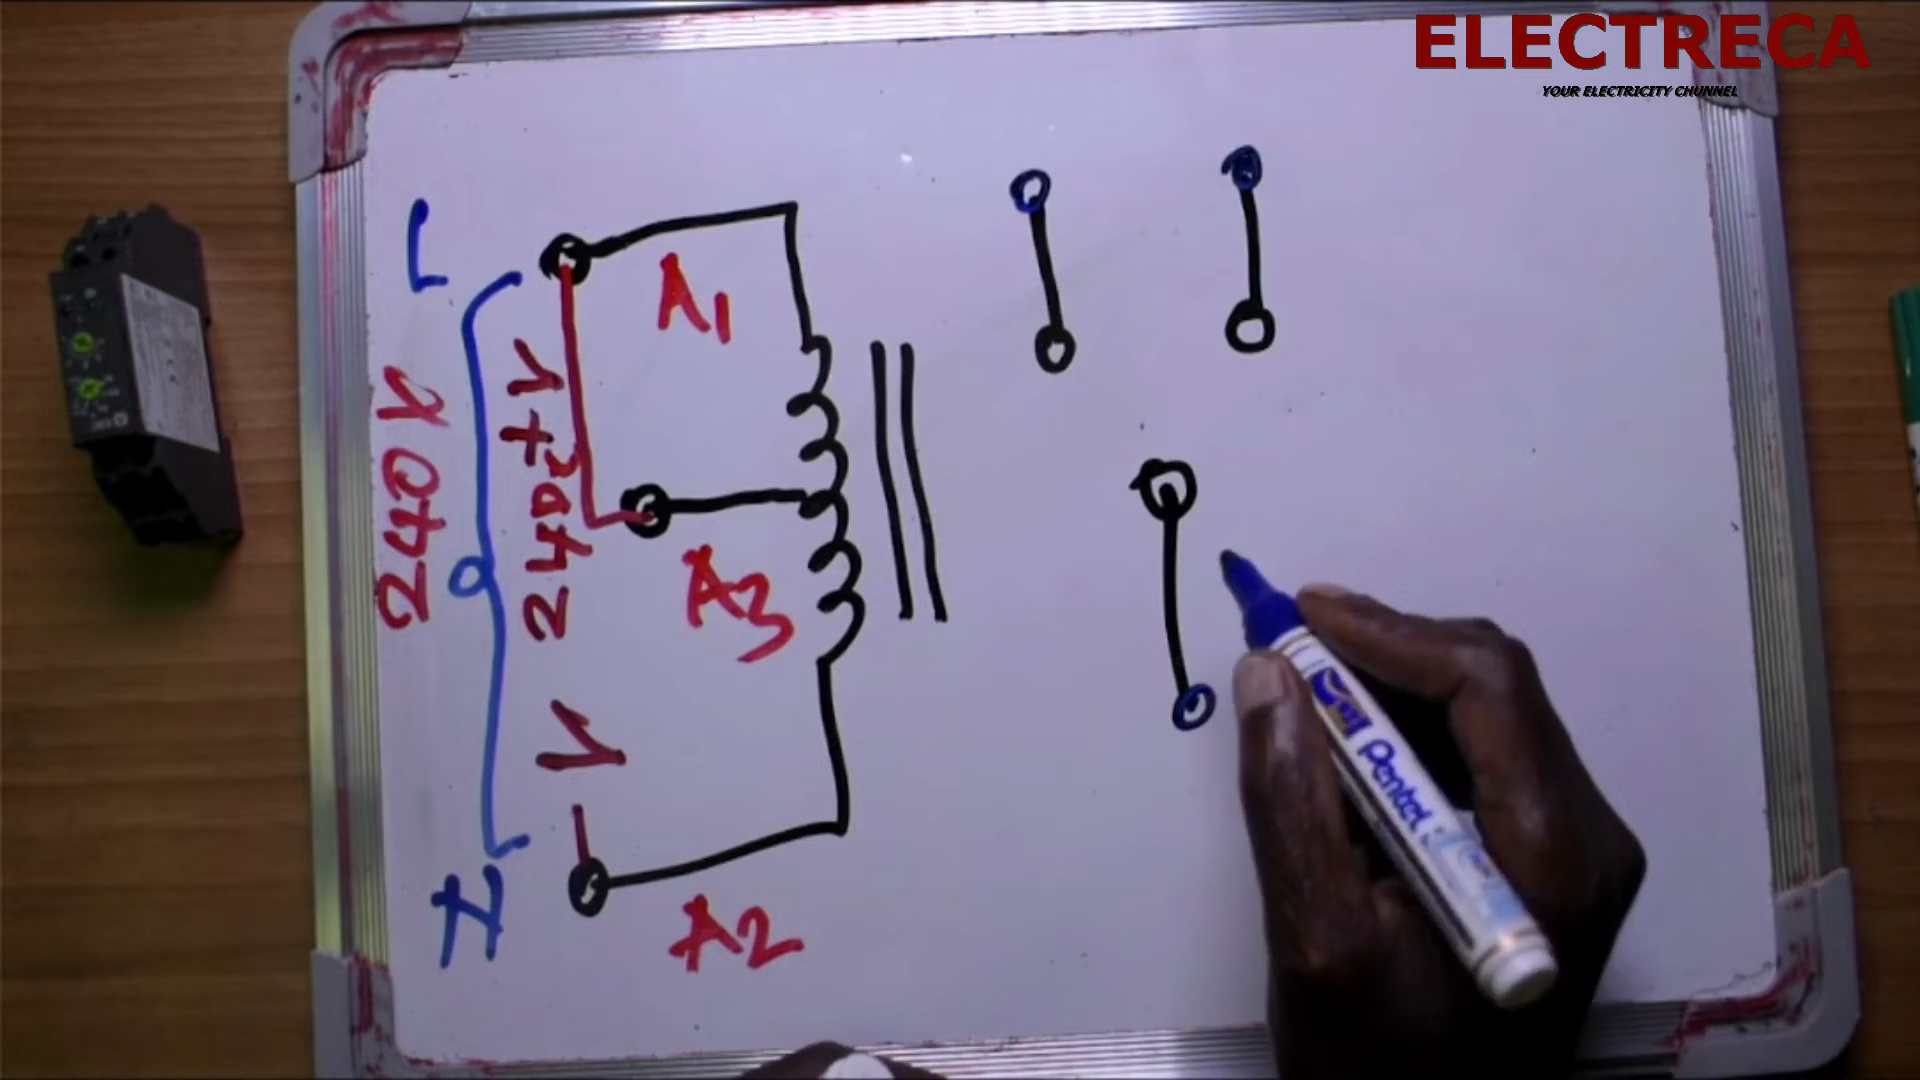 ELECTRECA
YOUR ELECTRICITY CHUNNEL
L
A1
240V
24DC+V
A3
V
N
A2
Pentel